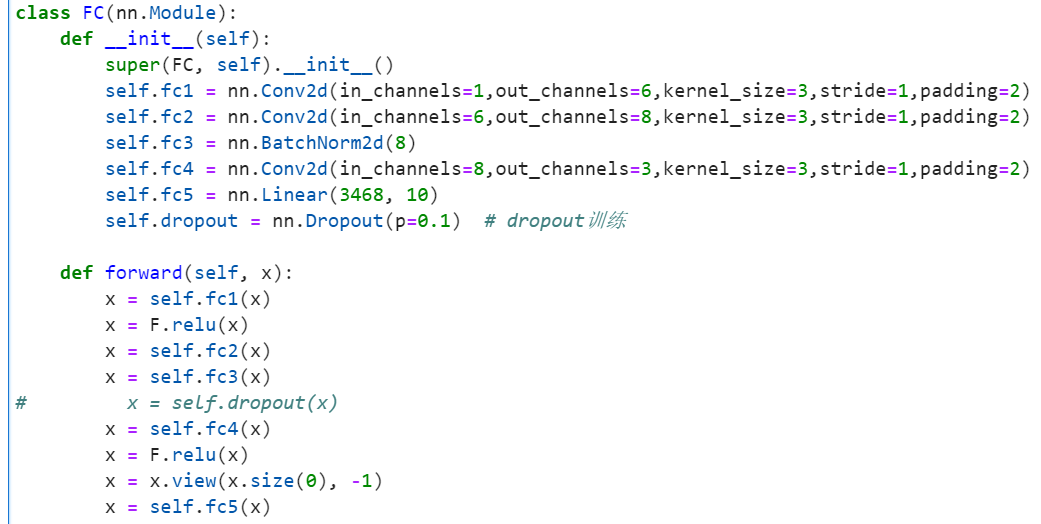 class FC(nn.Module):
    def __init__(self):
        super(FC, self).__init__()
        self.fc1 = nn.Conv2d(in_channels=1,out_channels=6,kernel_size=3,stride=1,padding=2)
        self.fc2 = nn.Conv2d(in_channels=6,out_channels=8,kernel_size=3,stride=1,padding=2)
        self.fc3 = nn.BatchNorm2d(8)
        self.fc4 = nn.Conv2d(in_channels=8,out_channels=3,kernel_size=3,stride=1,padding=2)
        self.fc5 = nn.Linear(3468, 10)
        self.dropout = nn.Dropout(p=0.1)  # dropout训练

    def forward(self, x):
        x = self.fc1(x)
        x = F.relu(x)
        x = self.fc2(x)
        x = self.fc3(x)
#         x = self.dropout(x)
        x = self.fc4(x)
        x = F.relu(x)
        x = x.view(x.size(0), -1)
        x = self.fc5(x)